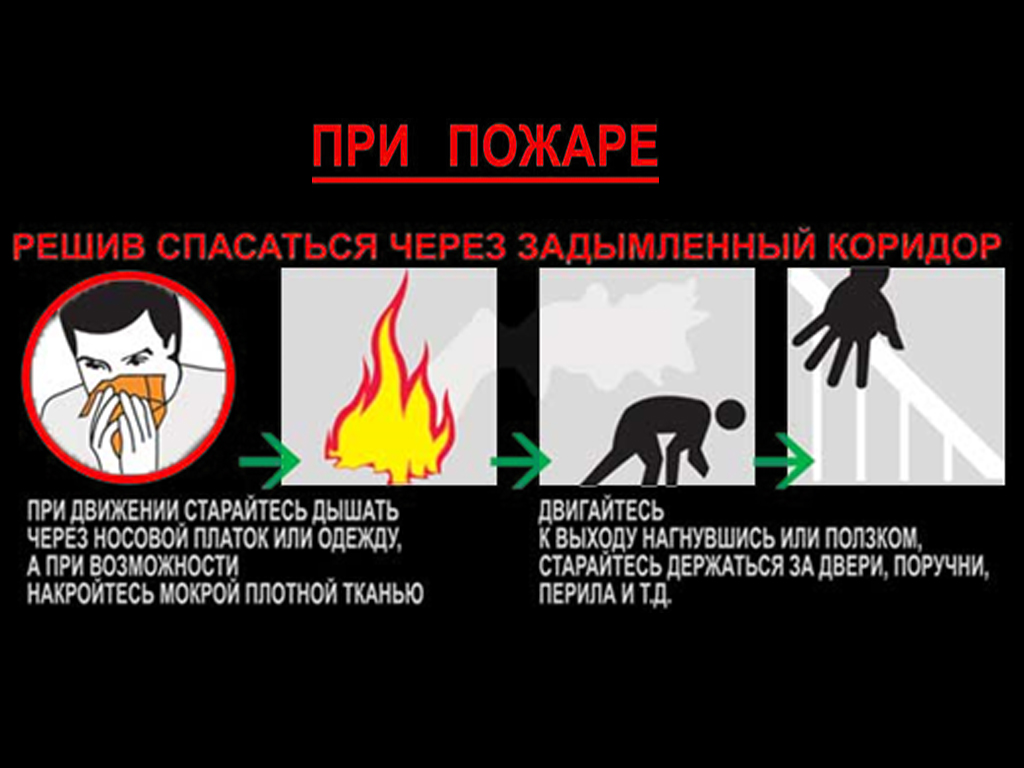 ПРИ ПОЖАРЕ
РЕШИВ СПАСАТЬСЯ ЧЕРЕЗ ЗАДЫМЛЕННЫЙ КОРИДОР
ПРИ ДВИЖЕНИИ СТАРАЙТЕСЬ ДЫШАТЬ
ЧЕРЕЗ НОСОВОЙ ПЛАТОК ИЛИ ОДЕЖДУ,
А ПРИ ВОЗМОЖНОСТИ
НАКРОЙТЕСЬ МОКРОЙ ПЛОТНОЙ ТКАНЬЮ
ДВИГАЙТЕСЬ
К ВЫХОДУ НАГНУВШИСЬ ИЛИ ПОЛЗКОМ,
СТАРАЙТЕСЬ ДЕРЖАТЬСЯ ЗА ДВЕРИ, ПОРУЧНИ,
ПЕРИЛА И Т.Д.